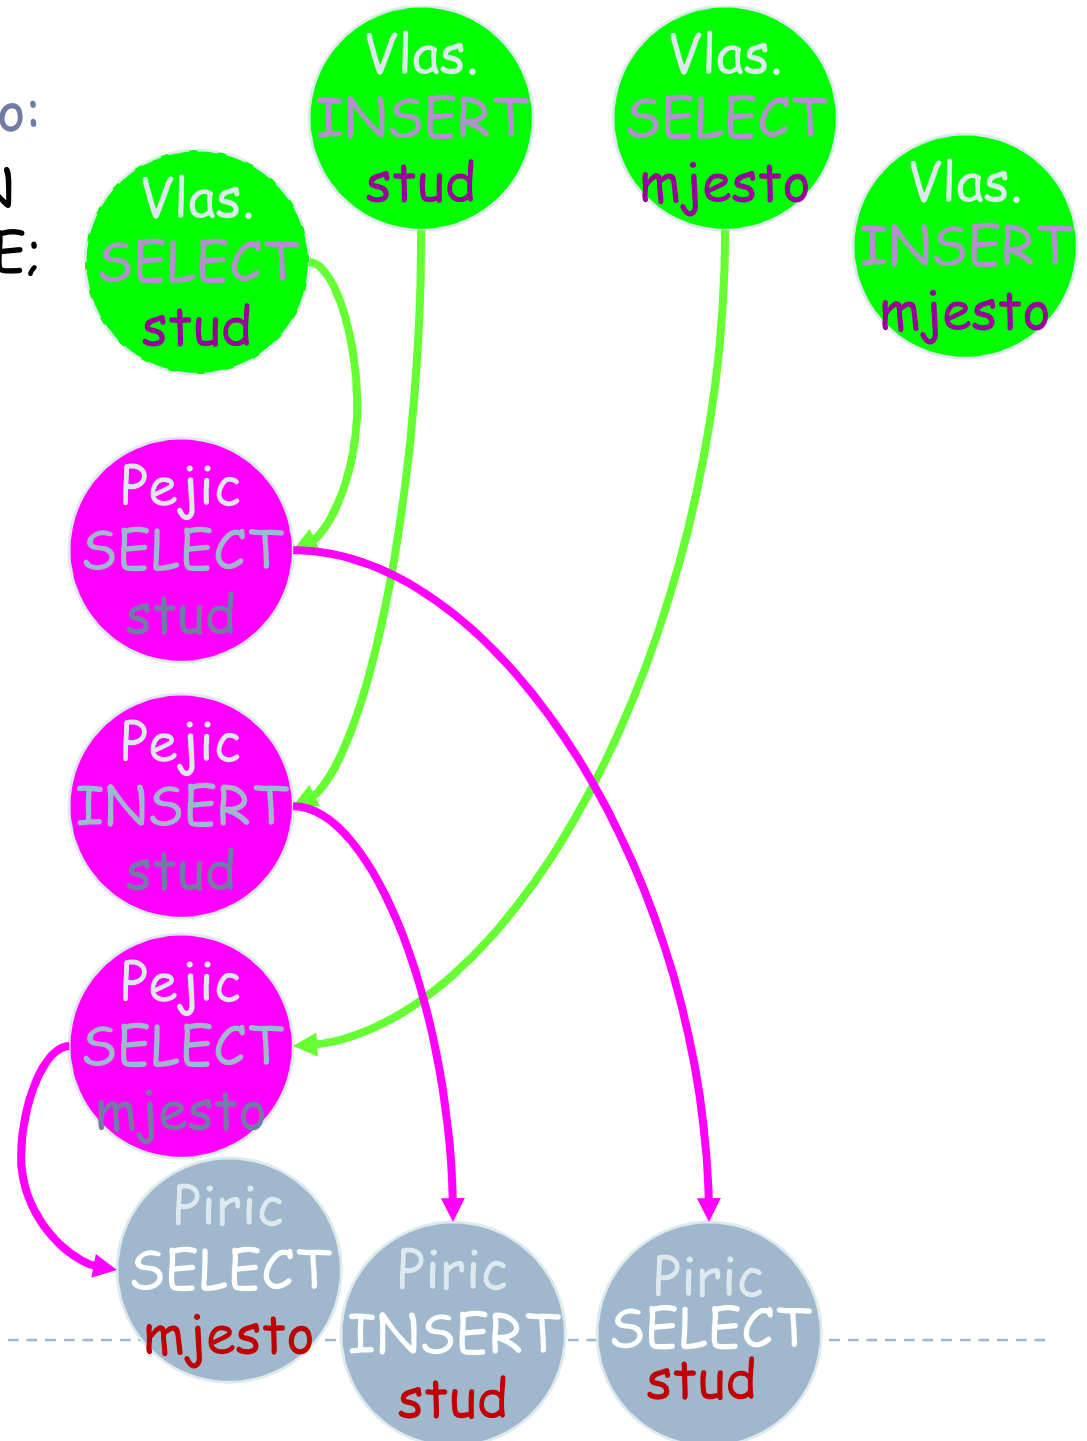 o:
N
E;
Vlas.
INSERT
stud
Vlas.
SELECT
mjesto
Vlas.
SELECT
stud
Vlas.
INSERT
mjesto
Pejic
SELECT
stud
Pejic
INSERT
stud
Pejic
SELECT
mjesto
Piric
SELECT
mjesto
Piric
INSERT
stud
Piric
SELECT
stud